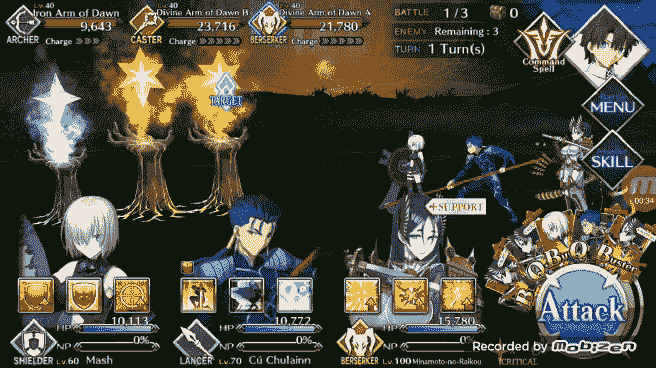 Lv.40
Iron Arm of Dawn
9,643
ARCHER
Charge
Lv.40
Divine Arm of Dawn B
23,716
CASTER
Charge
Lv.40
Divine Arm of Dawn A
21,780
BERSERKER
Charge
BATTLE 1/3
0
ENEMY Remaining : 3
TURN 1 Turn(s)
Command
Spell
MENU
SKILL
TARGET
+SUPPORT
00:34
Attack
HP 10,113
NP 0%
SHIELDER Lv.60 Mash
HP 10,772
NP 0%
LANCER Lv.70 Cú Chulainn
HP 15,780
NP 0%
BERSERKER Lv.100 Minamoto-no-Raikou
CRITICAL
Recorded by Mobizen